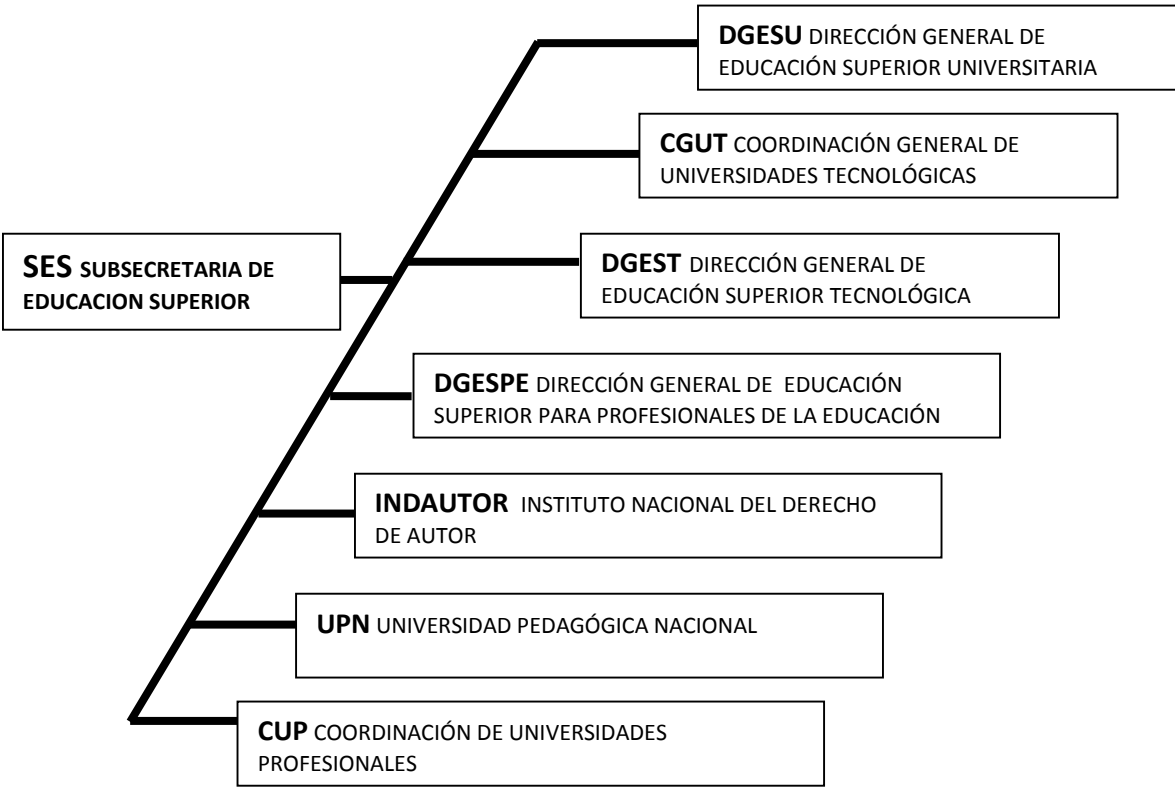 DGESU DIRECCIÓN GENERAL DE
EDUCACIÓN SUPERIOR UNIVERSITARIA
CGUT COORDINACIÓN GENERAL DE
UNIVERSIDADES TECNOLÓGICAS
SES SUBSECRETARIA DE
EDUCACION SUPERIOR
DGEST DIRECCIÓN GENERAL DE
EDUCACIÓN SUPERIOR TECNOLÓGICA
DGESPE DIRECCIÓN GENERAL DE EDUCACIÓN
SUPERIOR PARA PROFESIONALES DE LA EDUCACIÓN
INDAUTOR INSTITUTO NACIONAL DEL DERECHO
DE AUTOR
UPN UNIVERSIDAD PEDAGÓGICA NACIONAL
CUP COORDINACIÓN DE UNIVERSIDADES
PROFESIONALES